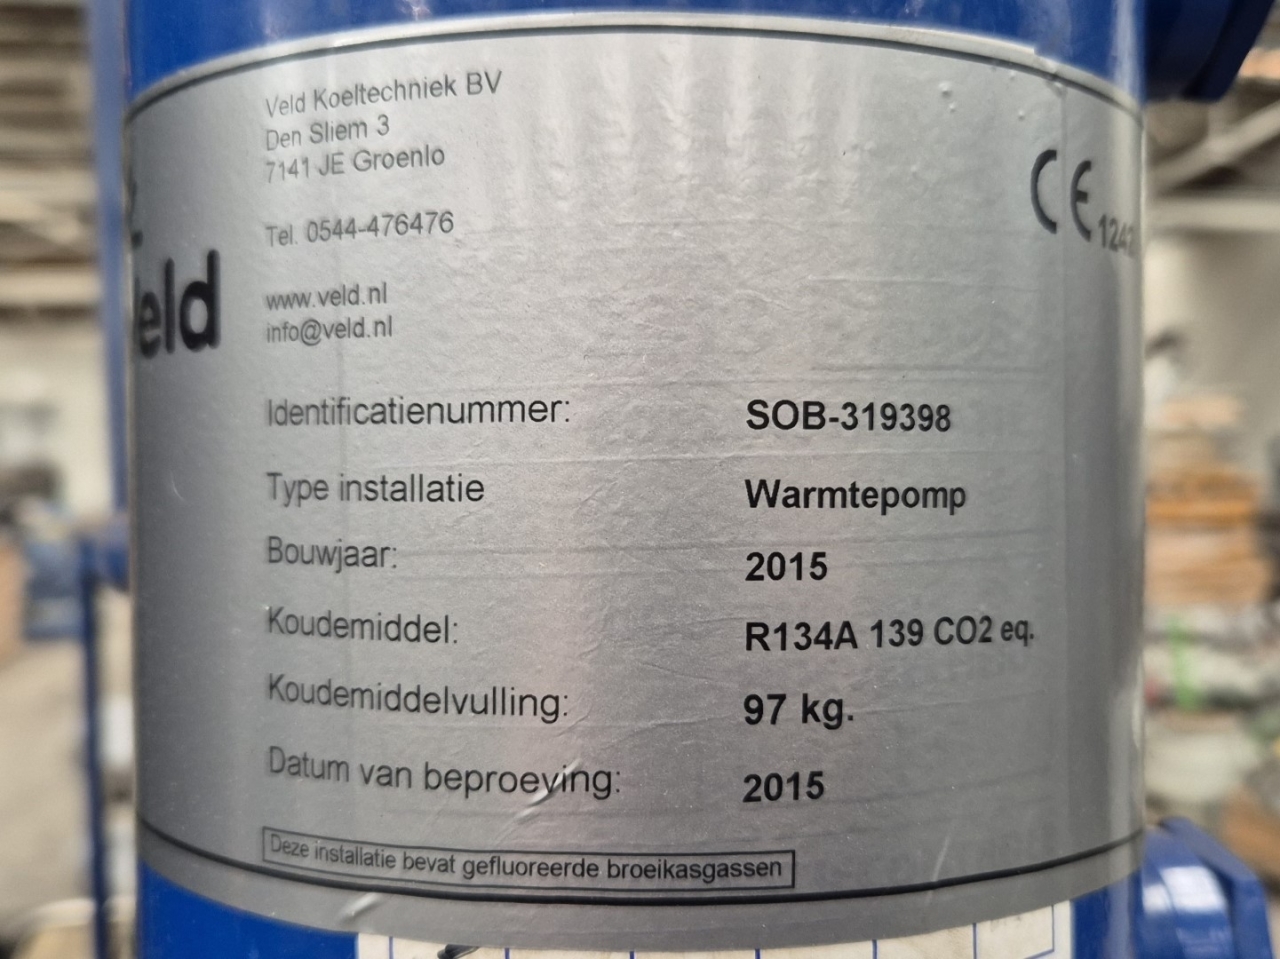 Veld Koeltechniek BV
Den Sliem 3
7141 JE Groenlo
Tel. 0544-476476
www.veld.nl
info@veld.nl
eld
CE
Identificatienummer: SOB-319398
Type installatie Warmtepomp
Bouwjaar: 2015
Koudemiddel: R134A 139 CO2 eq.
Koudemiddelvulling: 97 kg.
Datum van beproeving: 2015
Deze installatie bevat gefluoreerde broeikasgassen